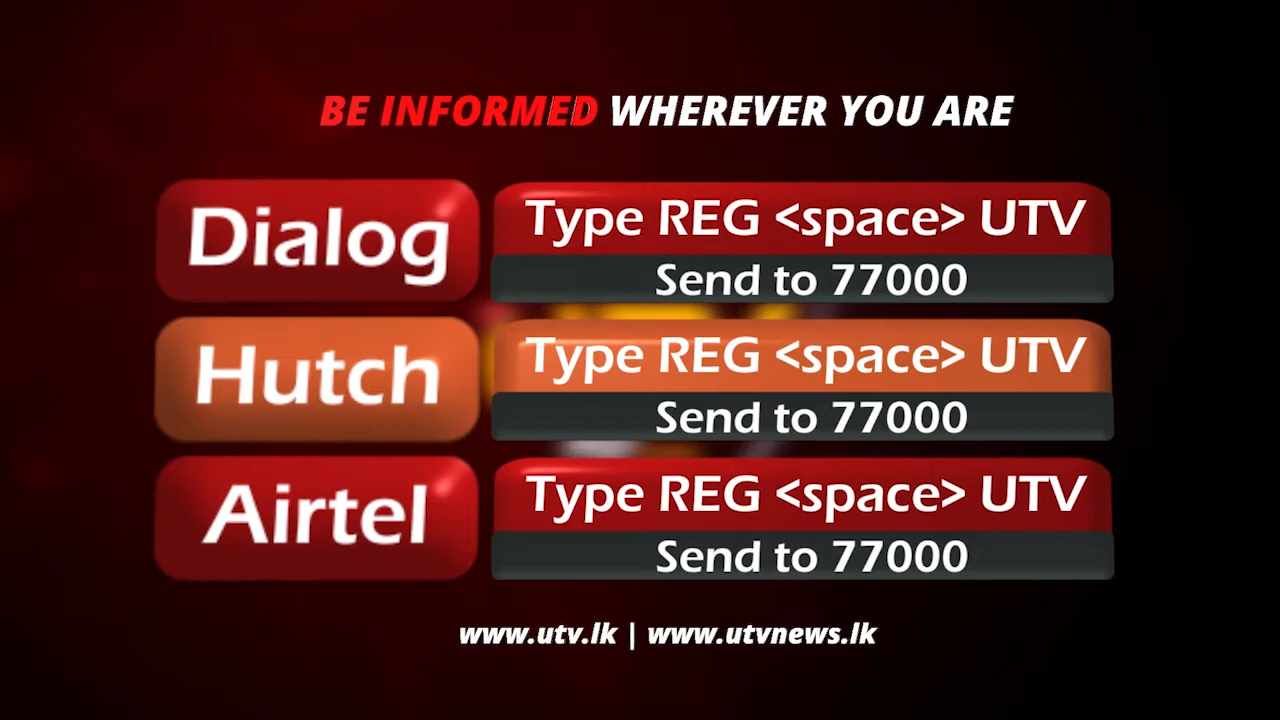 BE INFORMED WHEREVER YOU ARE
Dialog
Type REG <space> UTV
Send to 77000
Hutch
Type REG <space> UTV
Send to 77000
Airtel
Type REG <space> UTV
Send to 77000
www.utv.lk | www.utvnews.lk